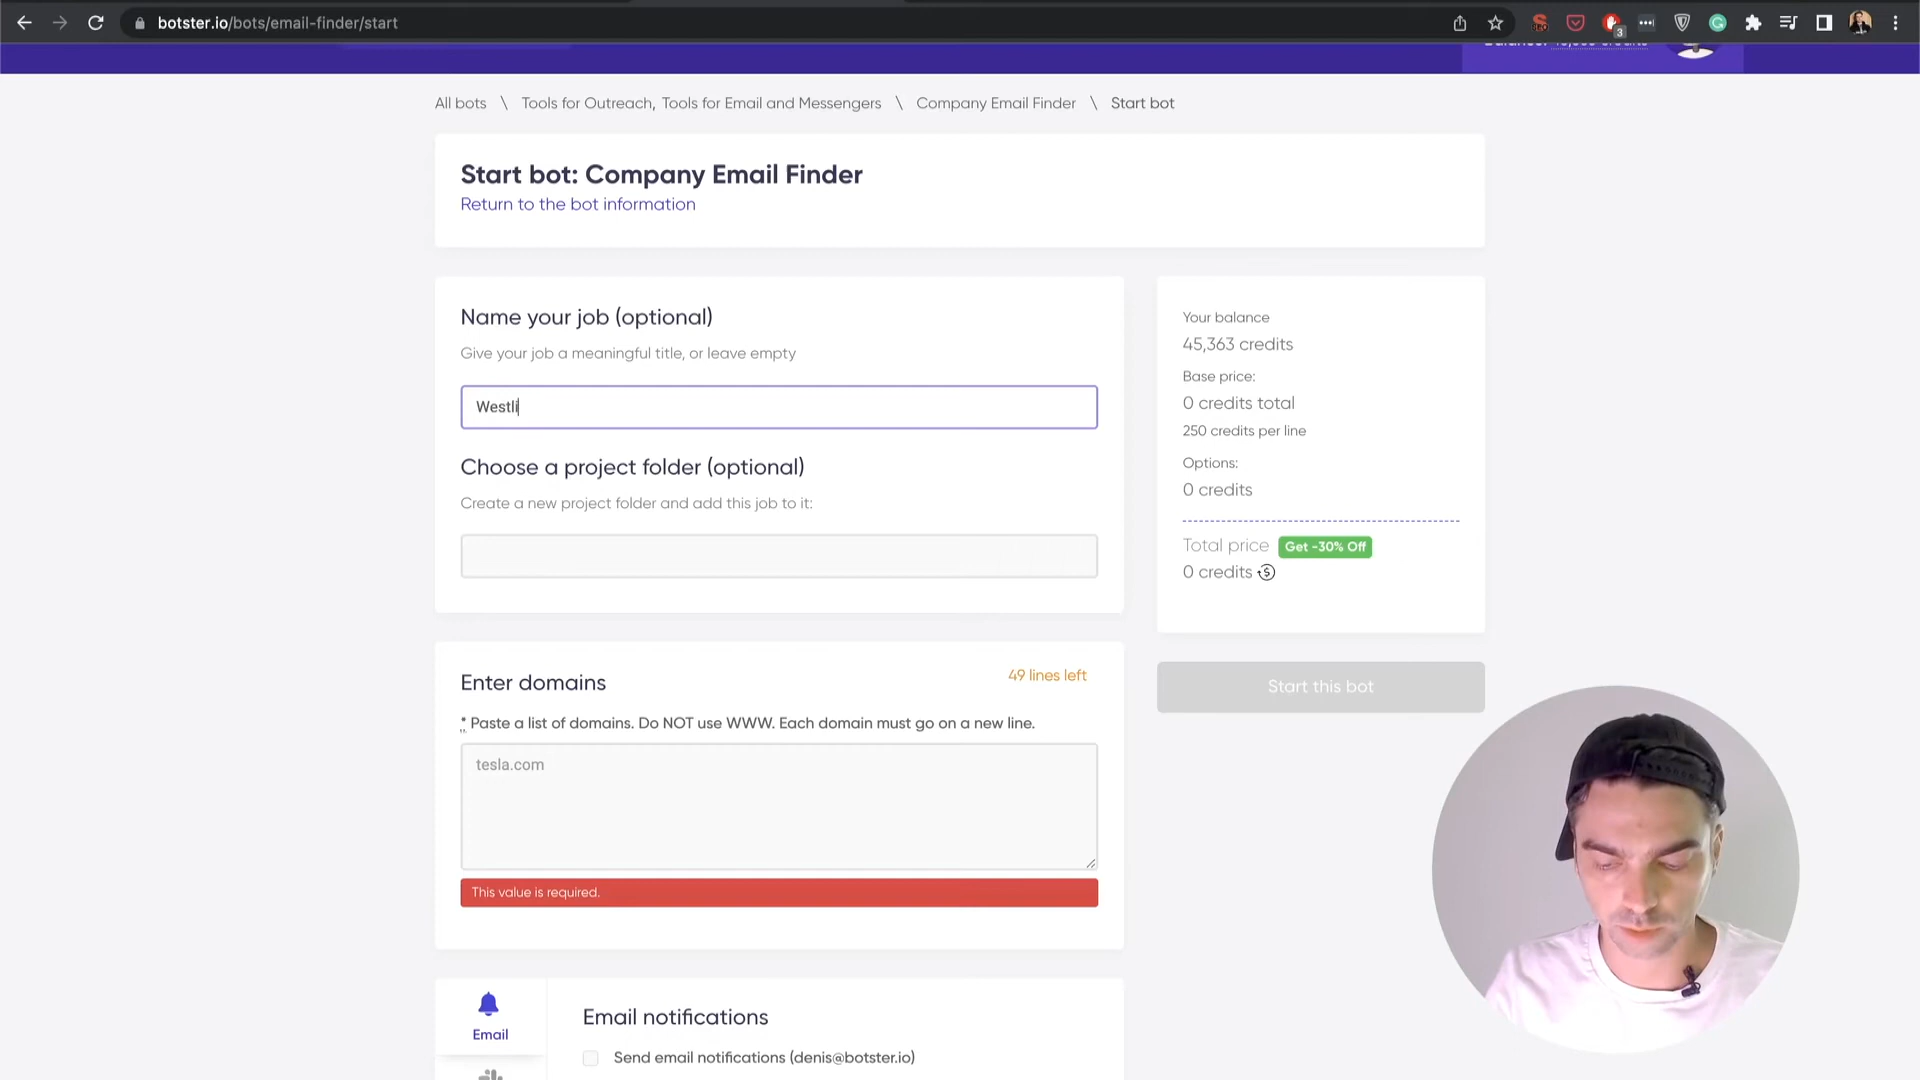 botster.io/bots/email-finder/start
3
All bots \ Tools for Outreach, Tools for Email and Messengers \ Company Email Finder \ Start bot
Start bot: Company Email Finder
Return to the bot information
Name your job (optional)
Give your job a meaningful title, or leave empty
Westli
Choose a project folder (optional)
Create a new project folder and add this job to it:
Your balance
45,363 credits
Base price:
0 credits total
250 credits per line
Options:
0 credits
Total price Get -30% Off
0 credits
Start this bot
Enter domains
49 lines left
* Paste a list of domains. Do NOT use WWW. Each domain must go on a new line.
tesla.com
This value is required.
Email
Email notifications
Send email notifications (denis@botster.io)